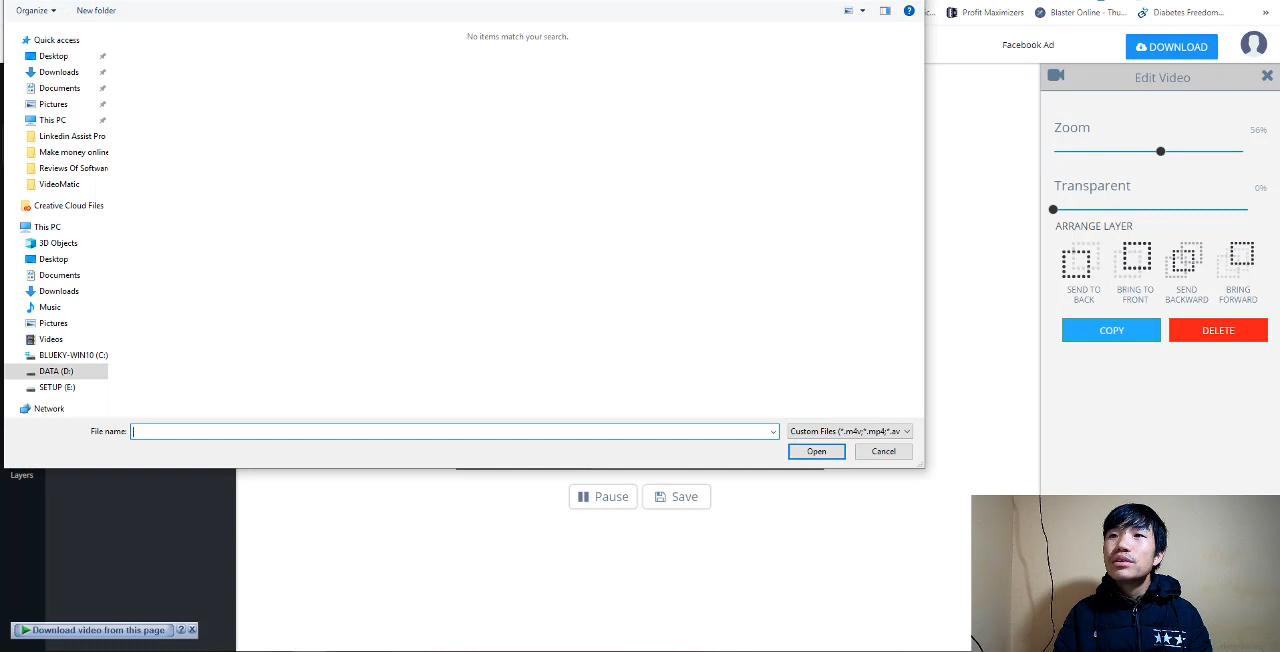 Organize
New folder
No items match your search.
Quick access
Desktop
Downloads
Documents
Pictures
This PC
Linkedin Assist Pro
Make money online
Reviews Of Softwar
VideoMatic
Creative Cloud Files
This PC
3D Objects
Desktop
Documents
Downloads
Music
Pictures
Videos
BLUEKY-WIN10 (C:)
DATA (D:)
SETUP (E:)
Network
File name:
Custom Files (*.m4v;*.mp4;*.av
Open
Cancel
ic...
Profit Maximizers
Blaster Online - Thu...
Diabetes Freedom...
»
Facebook Ad
DOWNLOAD
Edit Video
Zoom
56%
Transparent
0%
ARRANGE LAYER
SEND TO BACK
BRING TO FRONT
SEND BACKWARD
BRING FORWARD
COPY
DELETE
Layers
Pause
Save
Download video from this page